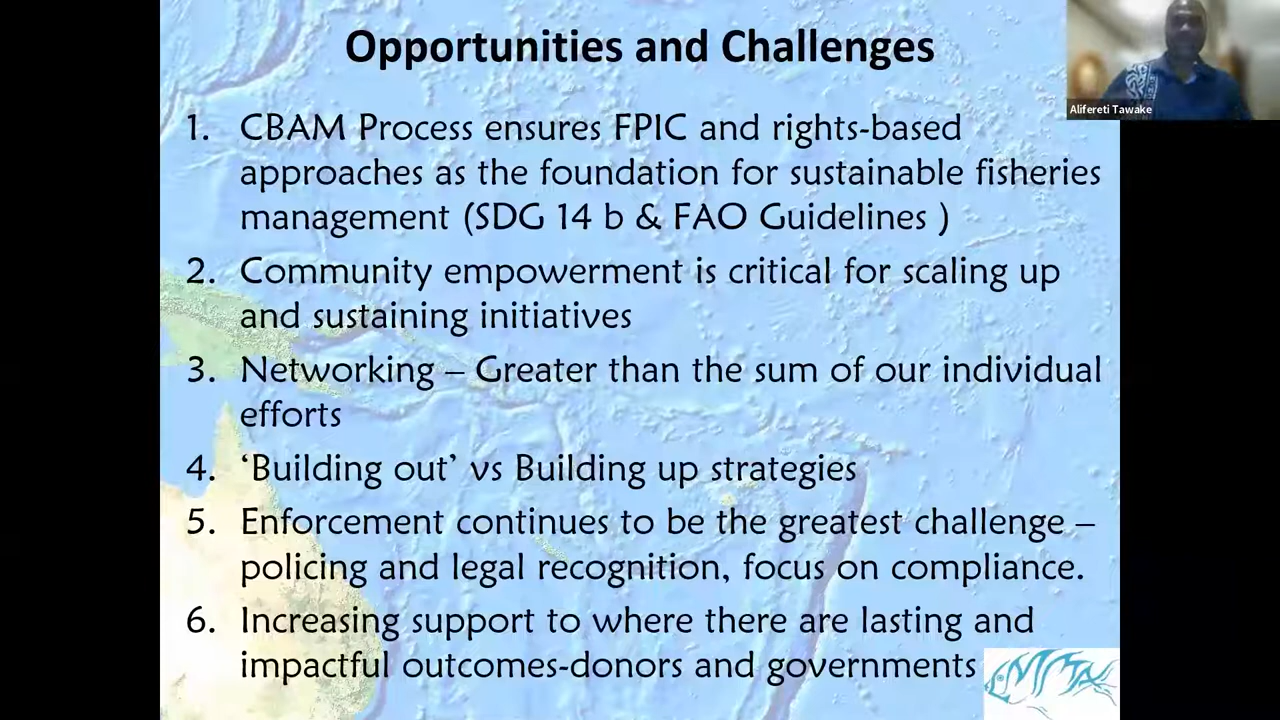 Opportunities and Challenges
Alifereti Tawake
1. CBAM Process ensures FPIC and rights-based
approaches as the foundation for sustainable fisheries
management (SDG 14 b & FAO Guidelines )
2. Community empowerment is critical for scaling up
and sustaining initiatives
3. Networking – Greater than the sum of our individual
efforts
4. ‘Building out’ vs Building up strategies
5. Enforcement continues to be the greatest challenge –
policing and legal recognition, focus on compliance.
6. Increasing support to where there are lasting and
impactful outcomes-donors and governments